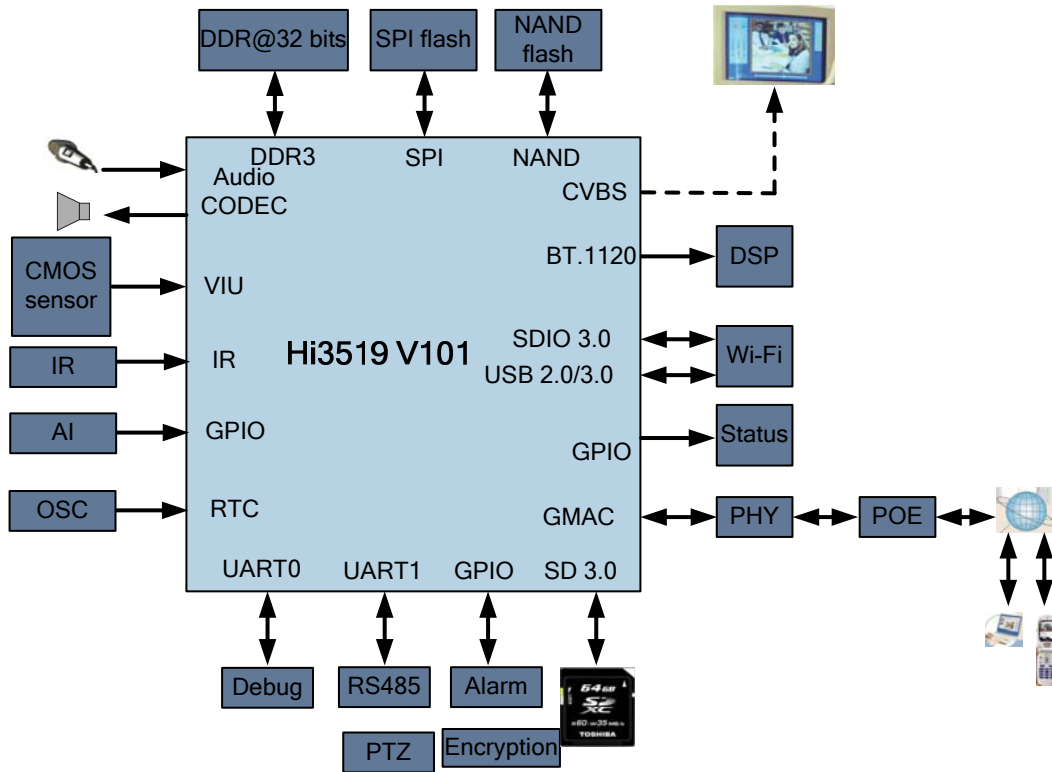 DDR@32 bits
SPI flash
NAND
flash
DDR3
SPI
NAND
Audio
CODEC
CVBS
CMOS
sensor
VIU
BT.1120
DSP
Hi3519 V101
SDIO 3.0
USB 2.0/3.0
Wi-Fi
IR
IR
AI
GPIO
GPIO
Status
OSC
RTC
GMAC
PHY
POE
UART0
UART1
GPIO
SD 3.0
Debug
RS485
Alarm
64GB
SD
XC
TOSHIBA
PTZ
Encryption